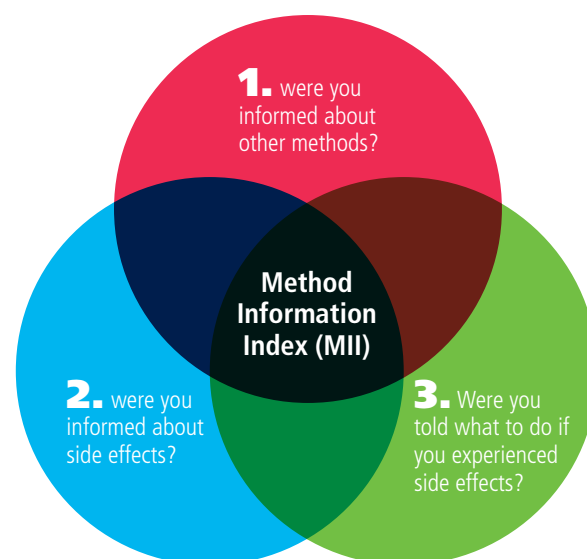 1. were you
informed about
other methods?
Method
Information
Index (MII)
2. were you
informed about
side effects?
3. Were you
told what to do if
you experienced
side effects?